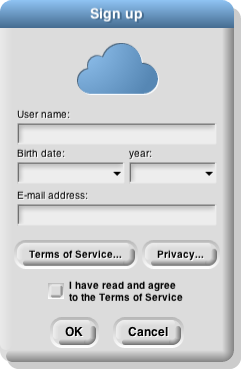 Sign up
User name:
Birth date: year:
E-mail address:
Terms of Service... Privacy...
I have read and agree
to the Terms of Service
OK Cancel